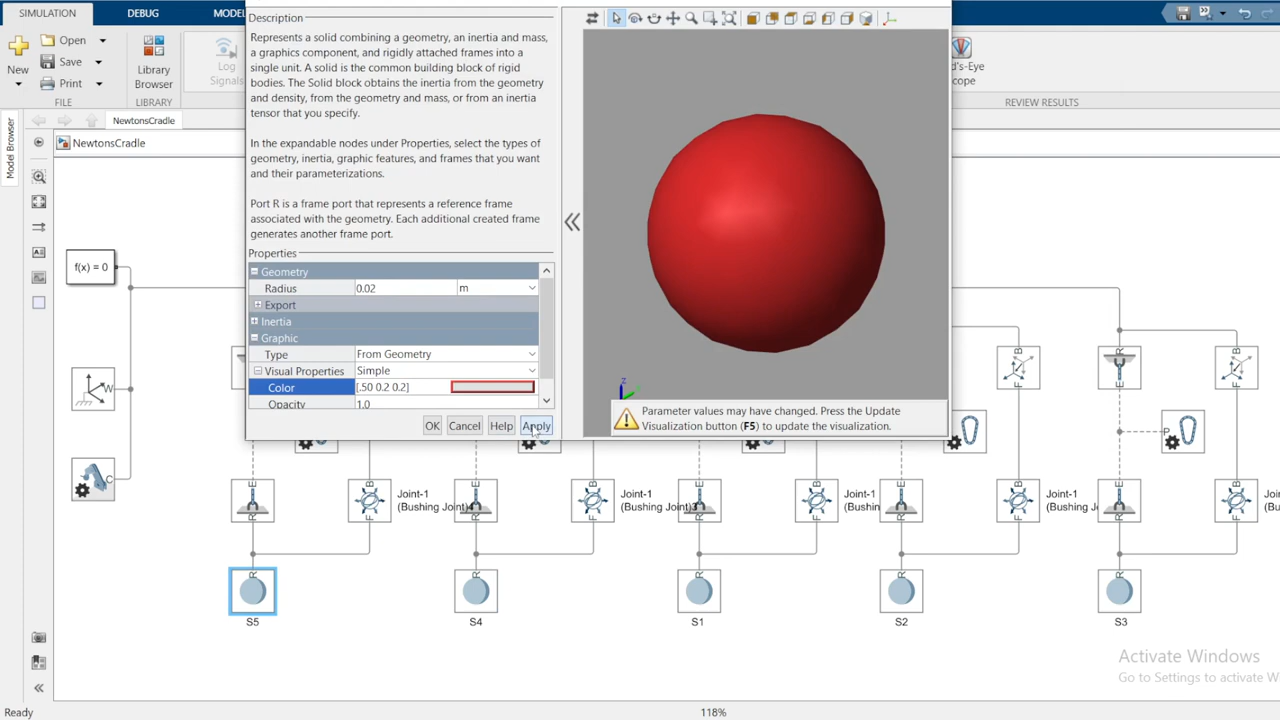 SIMULATION
DEBUG
MODEL
New
Open
Save
Print
FILE
Library
Browser
LIBRARY
Log
Signals
REVIEW RESULTS
Model Browser
NewtonsCradle
NewtonsCradle
Description
Represents a solid combining a geometry, an inertia and mass,
a graphics component, and rigidly attached frames into a
single unit. A solid is the common building block of rigid
bodies. The Solid block obtains the inertia from the geometry
and density, from the geometry and mass, or from an inertia
tensor that you specify.
In the expandable nodes under Properties, select the types of
geometry, inertia, graphic features, and frames that you want
and their parameterizations.
Port R is a frame port that represents a reference frame
associated with the geometry. Each additional created frame
generates another frame port.
Properties
Geometry
Radius 0.02 m
Export
Inertia
Graphic
Type From Geometry
Visual Properties Simple
Color [.50 0.2 0.2]
Opacity 1.0
OK Cancel Help Apply
Parameter values may have changed. Press the Update
Visualization button (F5) to update the visualization.
f(x) = 0
W
C
B
F
B
F
P
Joint-1
(Bushing Joint)
Joint-1
(Bushing Joint)3
Joint-1
(Bushin
Joint-1
(Bushing J
R
R
R
R
R
S5
S4
S1
S2
S3
Activate Windows
Go to Settings to activate W
Ready
118%